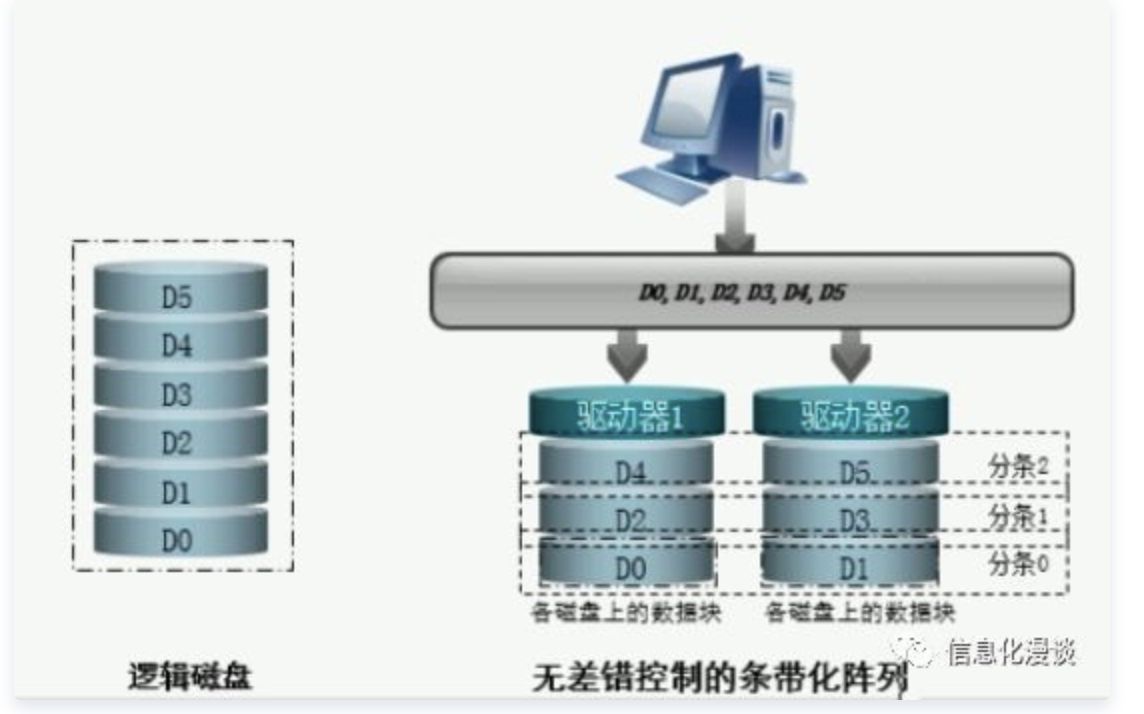 D0, D1, D2, D3, D4, D5
D5
D4
D3
D2
D1
D0
驱动器1 驱动器2
D4 D5 分条2
D2 D3 分条1
D0 D1 分条0
各磁盘上的数据块 各磁盘上的数据块
信息化漫谈
逻辑磁盘 无差错控制的条带化阵列